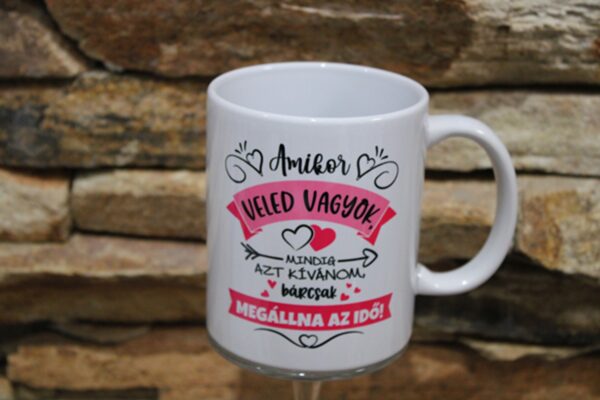 Amikor
VELED VAGYOK,
MINDIG
AZT KÍVÁNOM,
bárcsak
MEGÁLLNA AZ IDŐ!